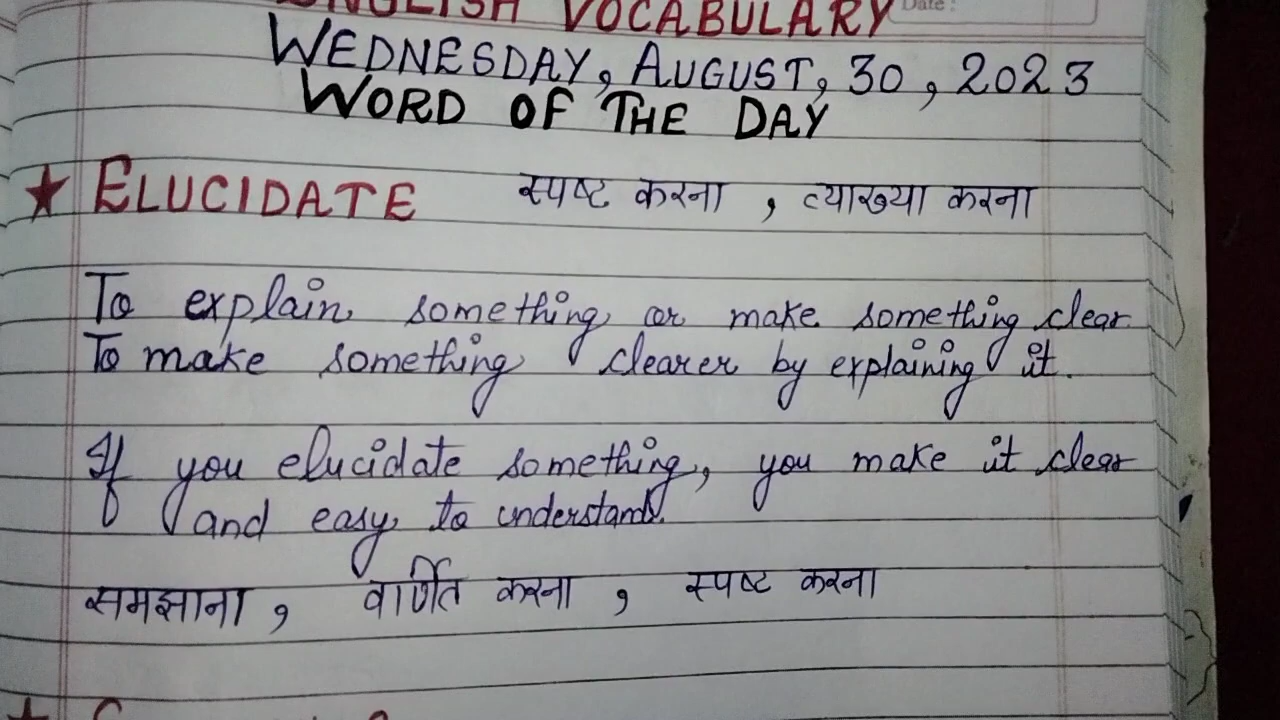 ENGLISH VOCABULARY
Date :
WEDNESDAY, AUGUST, 30, 2023
WORD OF THE DAY
★ ELUCIDATE स्पष्ट करना , व्याख्या करना
To explain something or make something clear
To make something clearer by explaining it.
If you elucidate something, you make it clear
and easy to understand.
समझाना , वार्णित करना , स्पष्ट करना